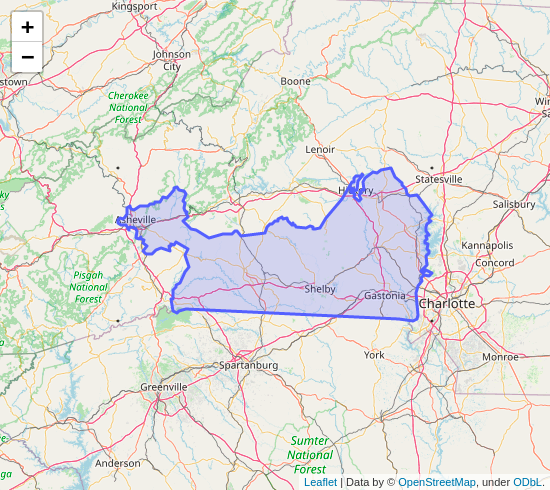 Kingsport
+
−
Johnson
City
Boone
Cherokee
National
Forest
Lenoir
Statesville
Salisbury
Asheville
Kannapolis
Concord
Pisgah
National
Forest
Shelby
Gastonia
Charlotte
York
Monroe
Spartanburg
Greenville
Sumter
National
Forest
Anderson
Leaflet | Data by © OpenStreetMap, under ODbL.